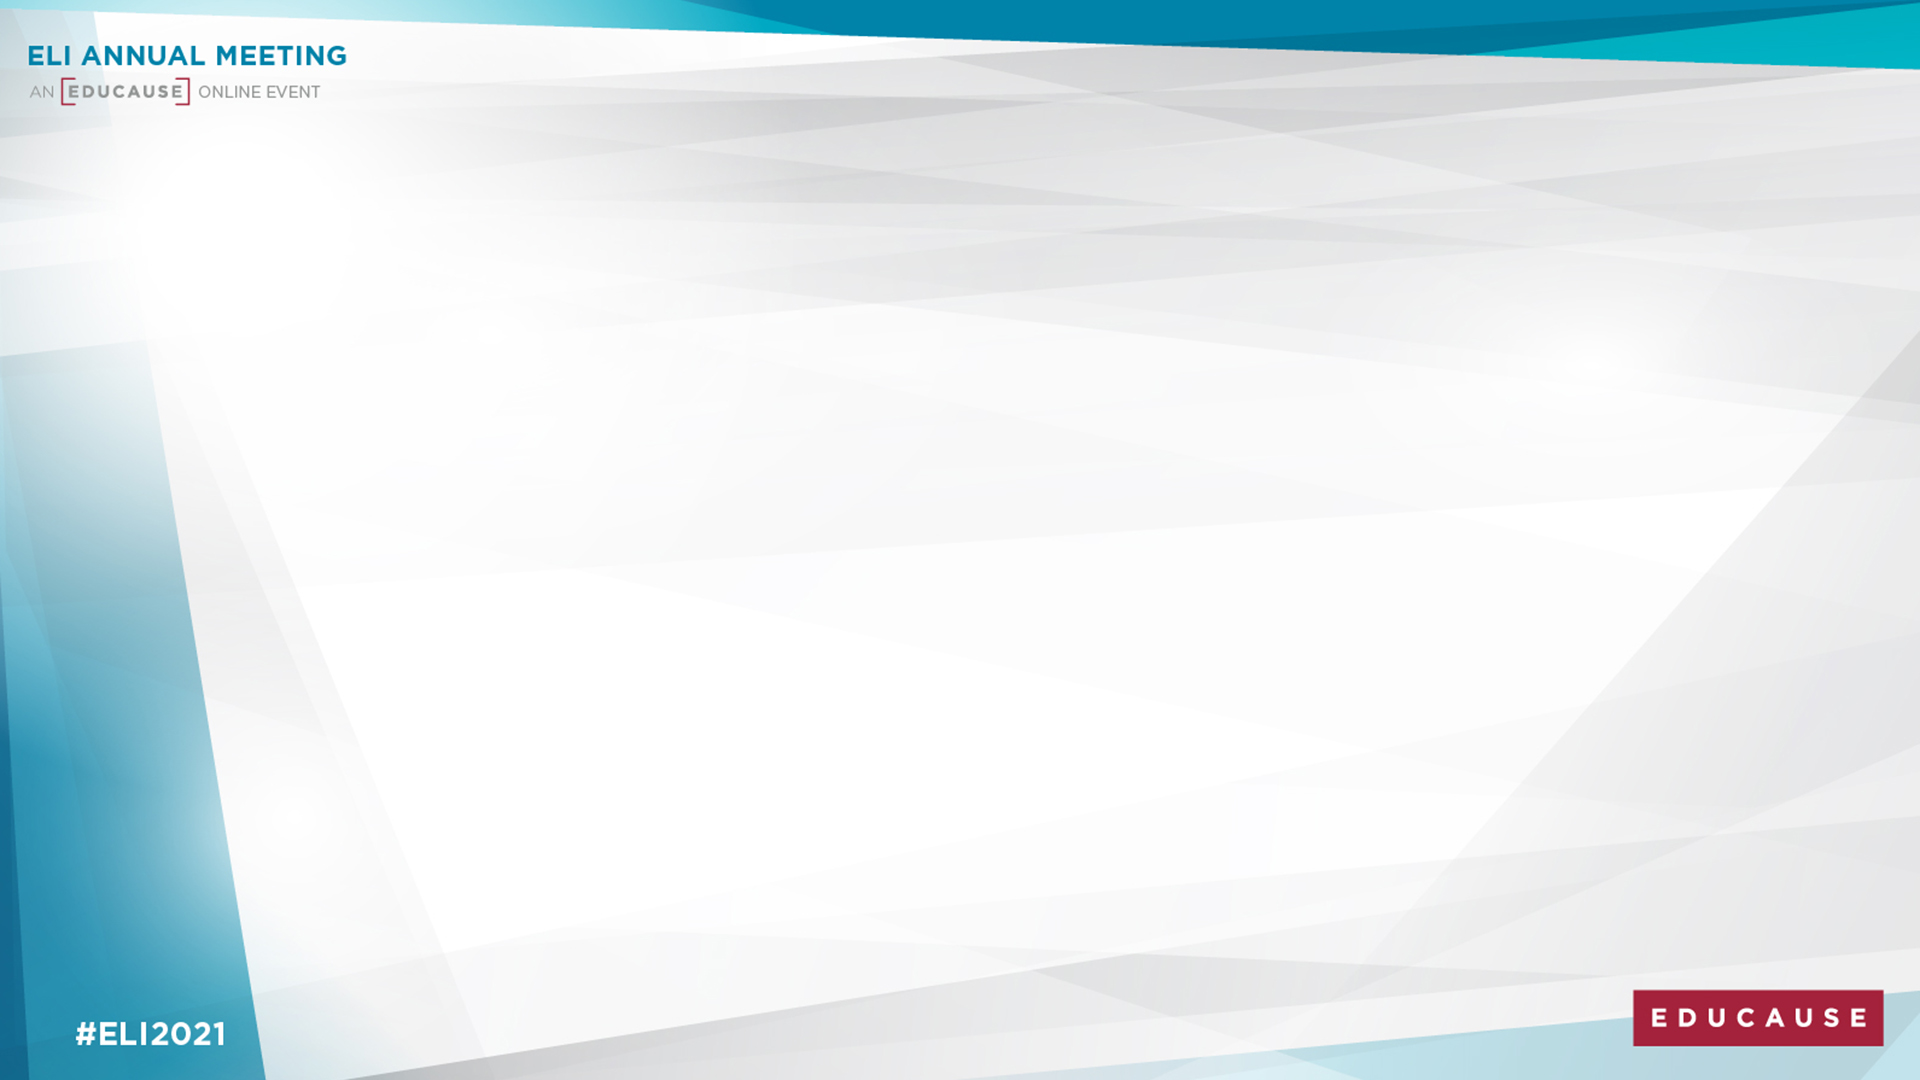 ELI ANNUAL MEETING
AN [EDUCAUSE] ONLINE EVENT
#ELI2021
EDUCAUSE